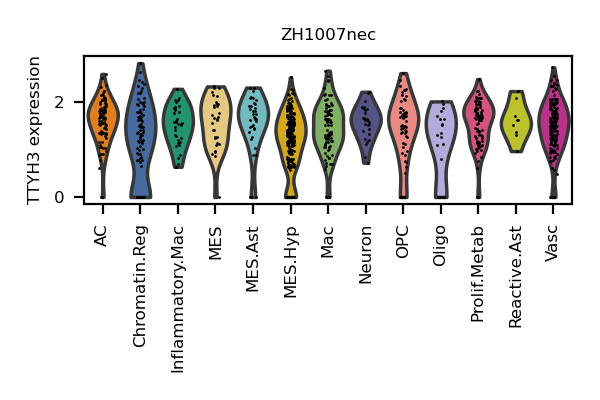 ZH1007nec
TTYH3 expression
2
0
AC
Chromatin.Reg
Inflammatory.Mac
MES
MES.Ast
MES.Hyp
Mac
Neuron
OPC
Oligo
Prolif.Metab
Reactive.Ast
Vasc